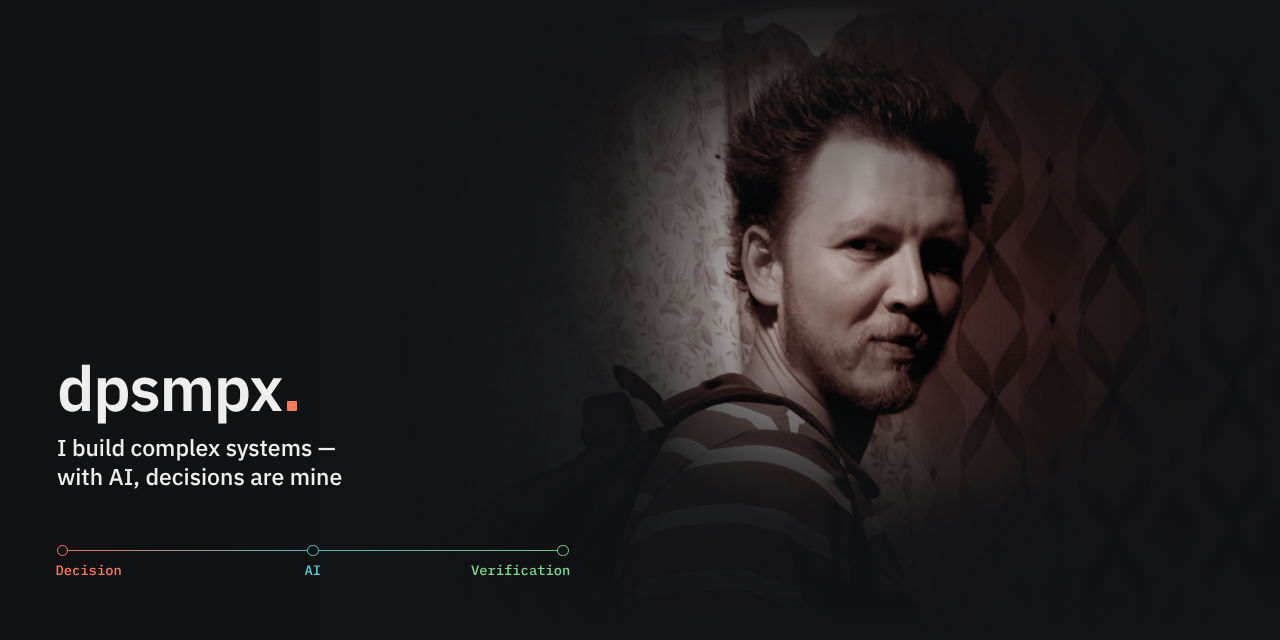 dpsmpx.
I build complex systems —
with AI, decisions are mine
Decision AI Verification